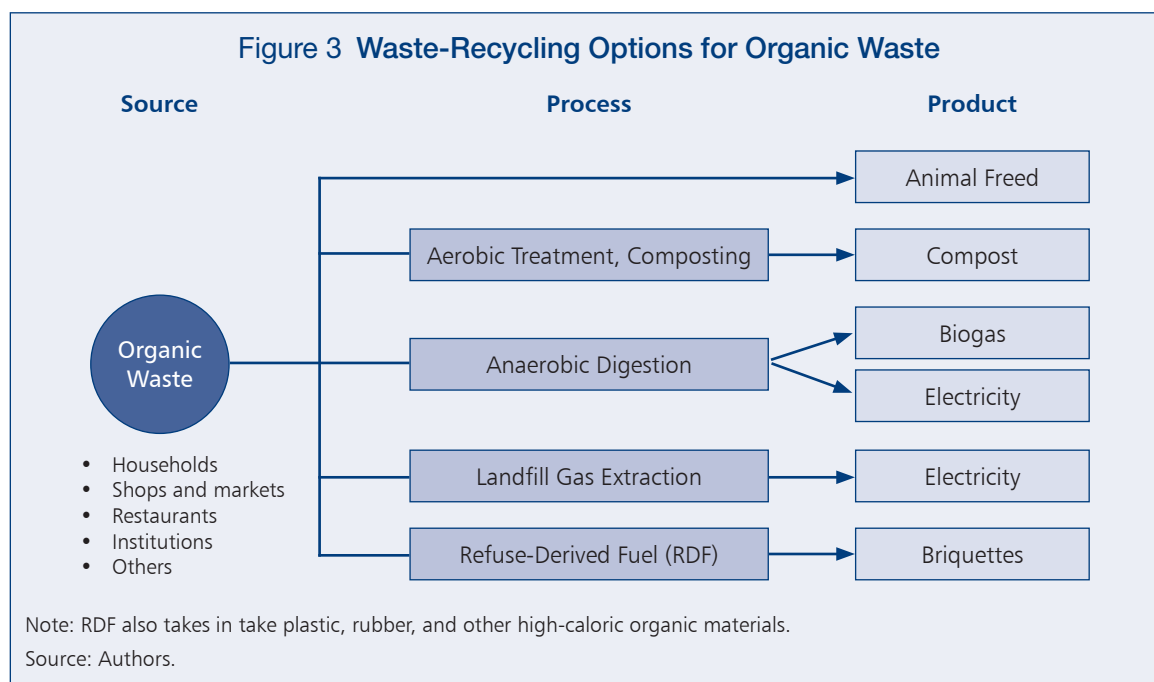 Figure 3 Waste-Recycling Options for Organic Waste
Source
Process
Product
Animal Freed
Aerobic Treatment, Composting
Compost
Organic
Waste
Anaerobic Digestion
Biogas
Electricity
Landfill Gas Extraction
Electricity
Refuse-Derived Fuel (RDF)
Briquettes
• Households
• Shops and markets
• Restaurants
• Institutions
• Others
Note: RDF also takes in take plastic, rubber, and other high-caloric organic materials.
Source: Authors.